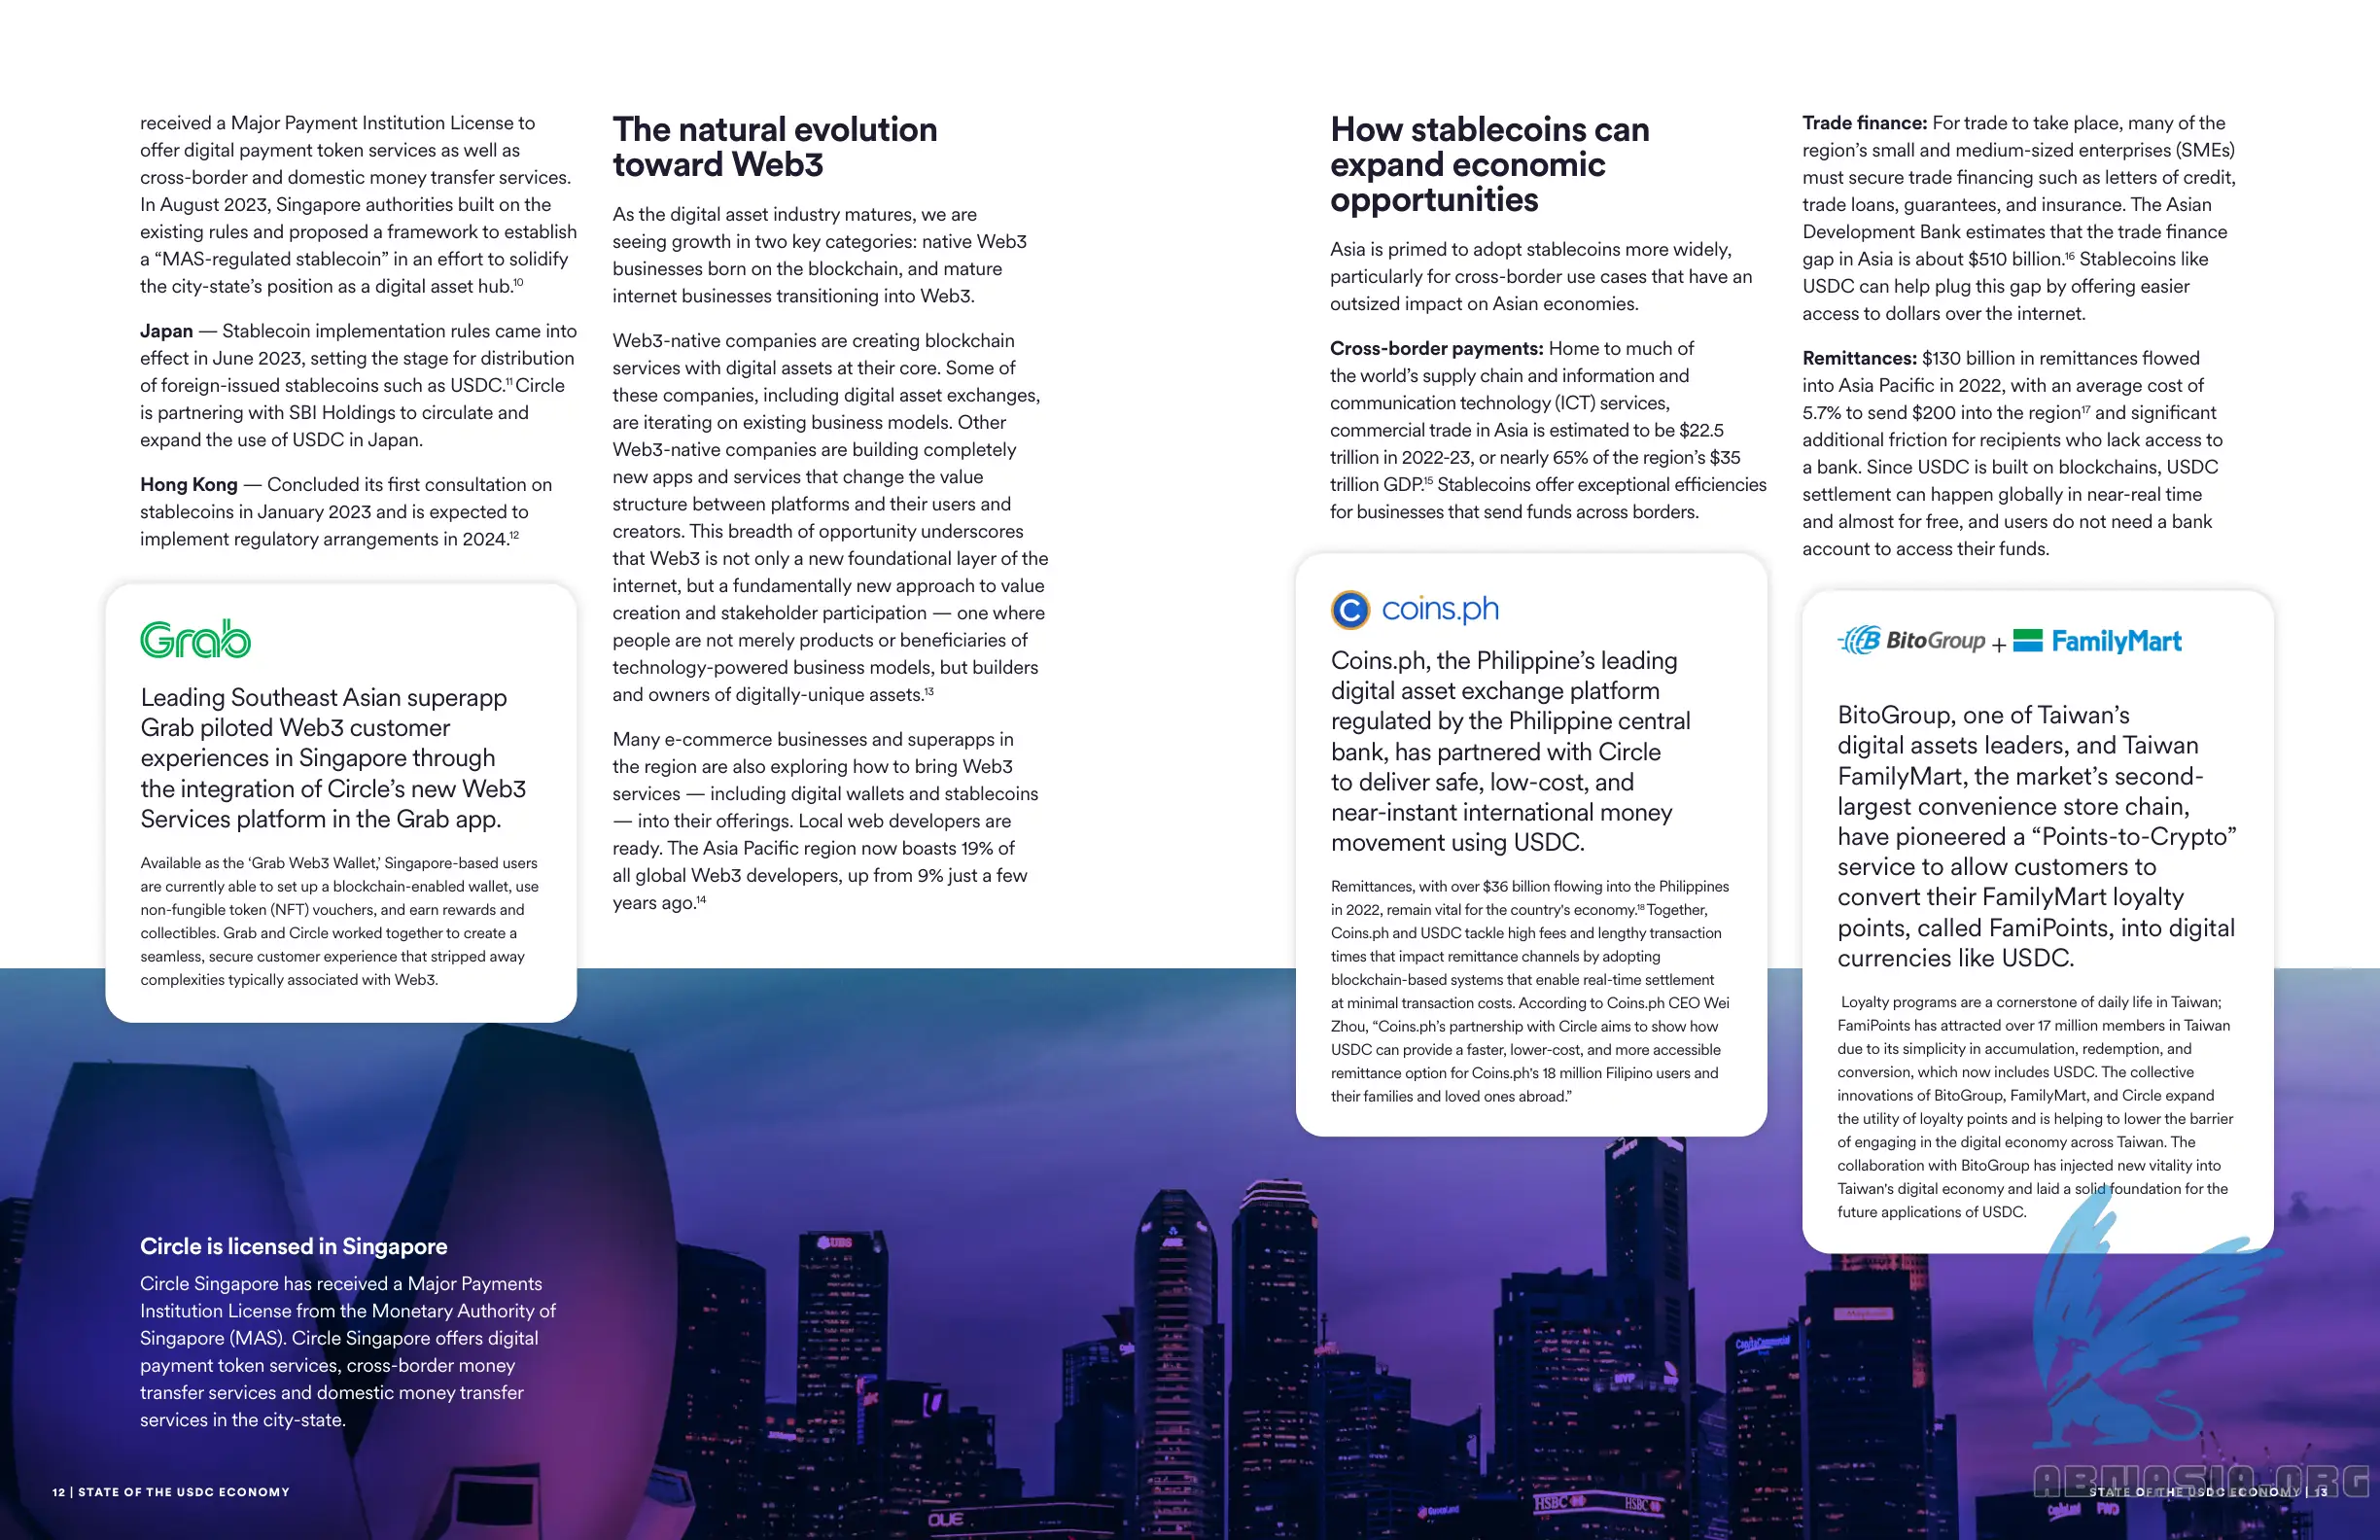 received a Major Payment Institution License to
offer digital payment token services as well as
cross-border and domestic money transfer services.
In August 2023, Singapore authorities built on the
existing rules and proposed a framework to establish
a “MAS-regulated stablecoin” in an effort to solidify
the city-state’s position as a digital asset hub.10
Japan — Stablecoin implementation rules came into
effect in June 2023, setting the stage for distribution
of foreign-issued stablecoins such as USDC.11 Circle
is partnering with SBI Holdings to circulate and
expand the use of USDC in Japan.
Hong Kong — Concluded its first consultation on
stablecoins in January 2023 and is expected to
implement regulatory arrangements in 2024.12
Grab
Leading Southeast Asian superapp
Grab piloted Web3 customer
experiences in Singapore through
the integration of Circle’s new Web3
Services platform in the Grab app.
Available as the ‘Grab Web3 Wallet,’ Singapore-based users
are currently able to set up a blockchain-enabled wallet, use
non-fungible token (NFT) vouchers, and earn rewards and
collectibles. Grab and Circle worked together to create a
seamless, secure customer experience that stripped away
complexities typically associated with Web3.
Circle is licensed in Singapore
Circle Singapore has received a Major Payments
Institution License from the Monetary Authority of
Singapore (MAS). Circle Singapore offers digital
payment token services, cross-border money
transfer services and domestic money transfer
services in the city-state.
12 | STATE OF THE USDC ECONOMY
The natural evolution
toward Web3
As the digital asset industry matures, we are
seeing growth in two key categories: native Web3
businesses born on the blockchain, and mature
internet businesses transitioning into Web3.
Web3-native companies are creating blockchain
services with digital assets at their core. Some of
these companies, including digital asset exchanges,
are iterating on existing business models. Other
Web3-native companies are building completely
new apps and services that change the value
structure between platforms and their users and
creators. This breadth of opportunity underscores
that Web3 is not only a new foundational layer of the
internet, but a fundamentally new approach to value
creation and stakeholder participation — one where
people are not merely products or beneficiaries of
technology-powered business models, but builders
and owners of digitally-unique assets.13
Many e-commerce businesses and superapps in
the region are also exploring how to bring Web3
services — including digital wallets and stablecoins
— into their offerings. Local web developers are
ready. The Asia Pacific region now boasts 19% of
all global Web3 developers, up from 9% just a few
years ago.14
How stablecoins can
expand economic
opportunities
Asia is primed to adopt stablecoins more widely,
particularly for cross-border use cases that have an
outsized impact on Asian economies.
Cross-border payments: Home to much of
the world’s supply chain and information and
communication technology (ICT) services,
commercial trade in Asia is estimated to be $22.5
trillion in 2022-23, or nearly 65% of the region’s $35
trillion GDP.15 Stablecoins offer exceptional efficiencies
for businesses that send funds across borders.
coins.ph
Coins.ph, the Philippine’s leading
digital asset exchange platform
regulated by the Philippine central
bank, has partnered with Circle
to deliver safe, low-cost, and
near-instant international money
movement using USDC.
Remittances, with over $36 billion flowing into the Philippines
in 2022, remain vital for the country's economy.18 Together,
Coins.ph and USDC tackle high fees and lengthy transaction
times that impact remittance channels by adopting
blockchain-based systems that enable real-time settlement
at minimal transaction costs. According to Coins.ph CEO Wei
Zhou, “Coins.ph’s partnership with Circle aims to show how
USDC can provide a faster, lower-cost, and more accessible
remittance option for Coins.ph's 18 million Filipino users and
their families and loved ones abroad.”
Trade finance: For trade to take place, many of the
region’s small and medium-sized enterprises (SMEs)
must secure trade financing such as letters of credit,
trade loans, guarantees, and insurance. The Asian
Development Bank estimates that the trade finance
gap in Asia is about $510 billion.16 Stablecoins like
USDC can help plug this gap by offering easier
access to dollars over the internet.
Remittances: $130 billion in remittances flowed
into Asia Pacific in 2022, with an average cost of
5.7% to send $200 into the region17 and significant
additional friction for recipients who lack access to
a bank. Since USDC is built on blockchains, USDC
settlement can happen globally in near-real time
and almost for free, and users do not need a bank
account to access their funds.
BitoGroup + FamilyMart
BitoGroup, one of Taiwan’s
digital assets leaders, and Taiwan
FamilyMart, the market’s second-
largest convenience store chain,
have pioneered a “Points-to-Crypto”
service to allow customers to
convert their FamilyMart loyalty
points, called FamiPoints, into digital
currencies like USDC.
Loyalty programs are a cornerstone of daily life in Taiwan;
FamiPoints has attracted over 17 million members in Taiwan
due to its simplicity in accumulation, redemption, and
conversion, which now includes USDC. The collective
innovations of BitoGroup, FamilyMart, and Circle expand
the utility of loyalty points and is helping to lower the barrier
of engaging in the digital economy across Taiwan. The
collaboration with BitoGroup has injected new vitality into
Taiwan's digital economy and laid a solid foundation for the
future applications of USDC.
UBS
OUE
HSBC
HSBC
CapitaCommercial
Maybank
ABNASIA.ORG
STATE OF THE USDC ECONOMY | 13